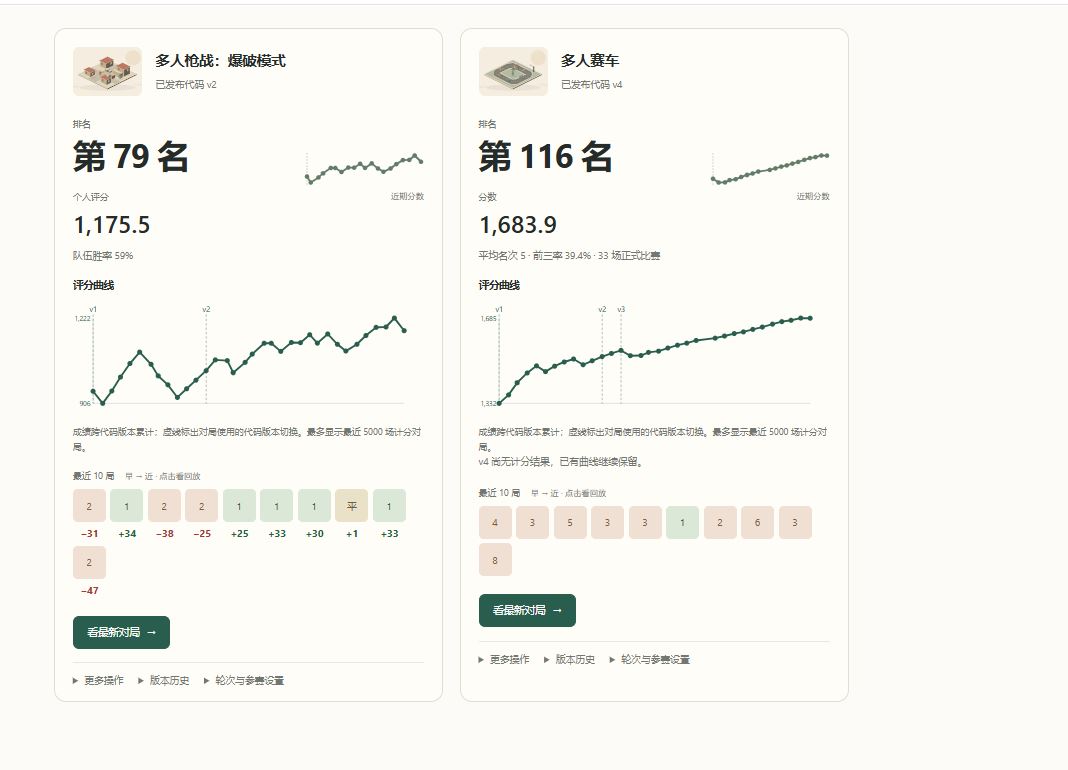 多人枪战：爆破模式
已发布代码 v2
排名
第 79 名
近期分数
个人评分
1,175.5
队伍胜率 59%
评分曲线
v1 v2
1,222
906
成绩跨代码版本累计；虚线标出对局使用的代码版本切换。最多显示最近 5000 场计分对
局。
最近 10 局 早 → 近 · 点击看回放
2 1 2 2 1 1 1 平 1
−31 +34 −38 −25 +25 +33 +30 +1 +33
2
−47
看最新对局 →
▶ 更多操作 ▶ 版本历史 ▶ 轮次与参赛设置
多人赛车
已发布代码 v4
排名
第 116 名
近期分数
分数
1,683.9
平均名次 5 · 前三率 39.4% · 33 场正式比赛
评分曲线
v1 v2 v3
1,685
1,332
成绩跨代码版本累计；虚线标出对局使用的代码版本切换。最多显示最近 5000 场计分对
局。
v4 尚无计分结果，已有曲线继续保留。
最近 10 局 早 → 近 · 点击看回放
4 3 5 3 3 1 2 6 3
8
看最新对局 →
▶ 更多操作 ▶ 版本历史 ▶ 轮次与参赛设置